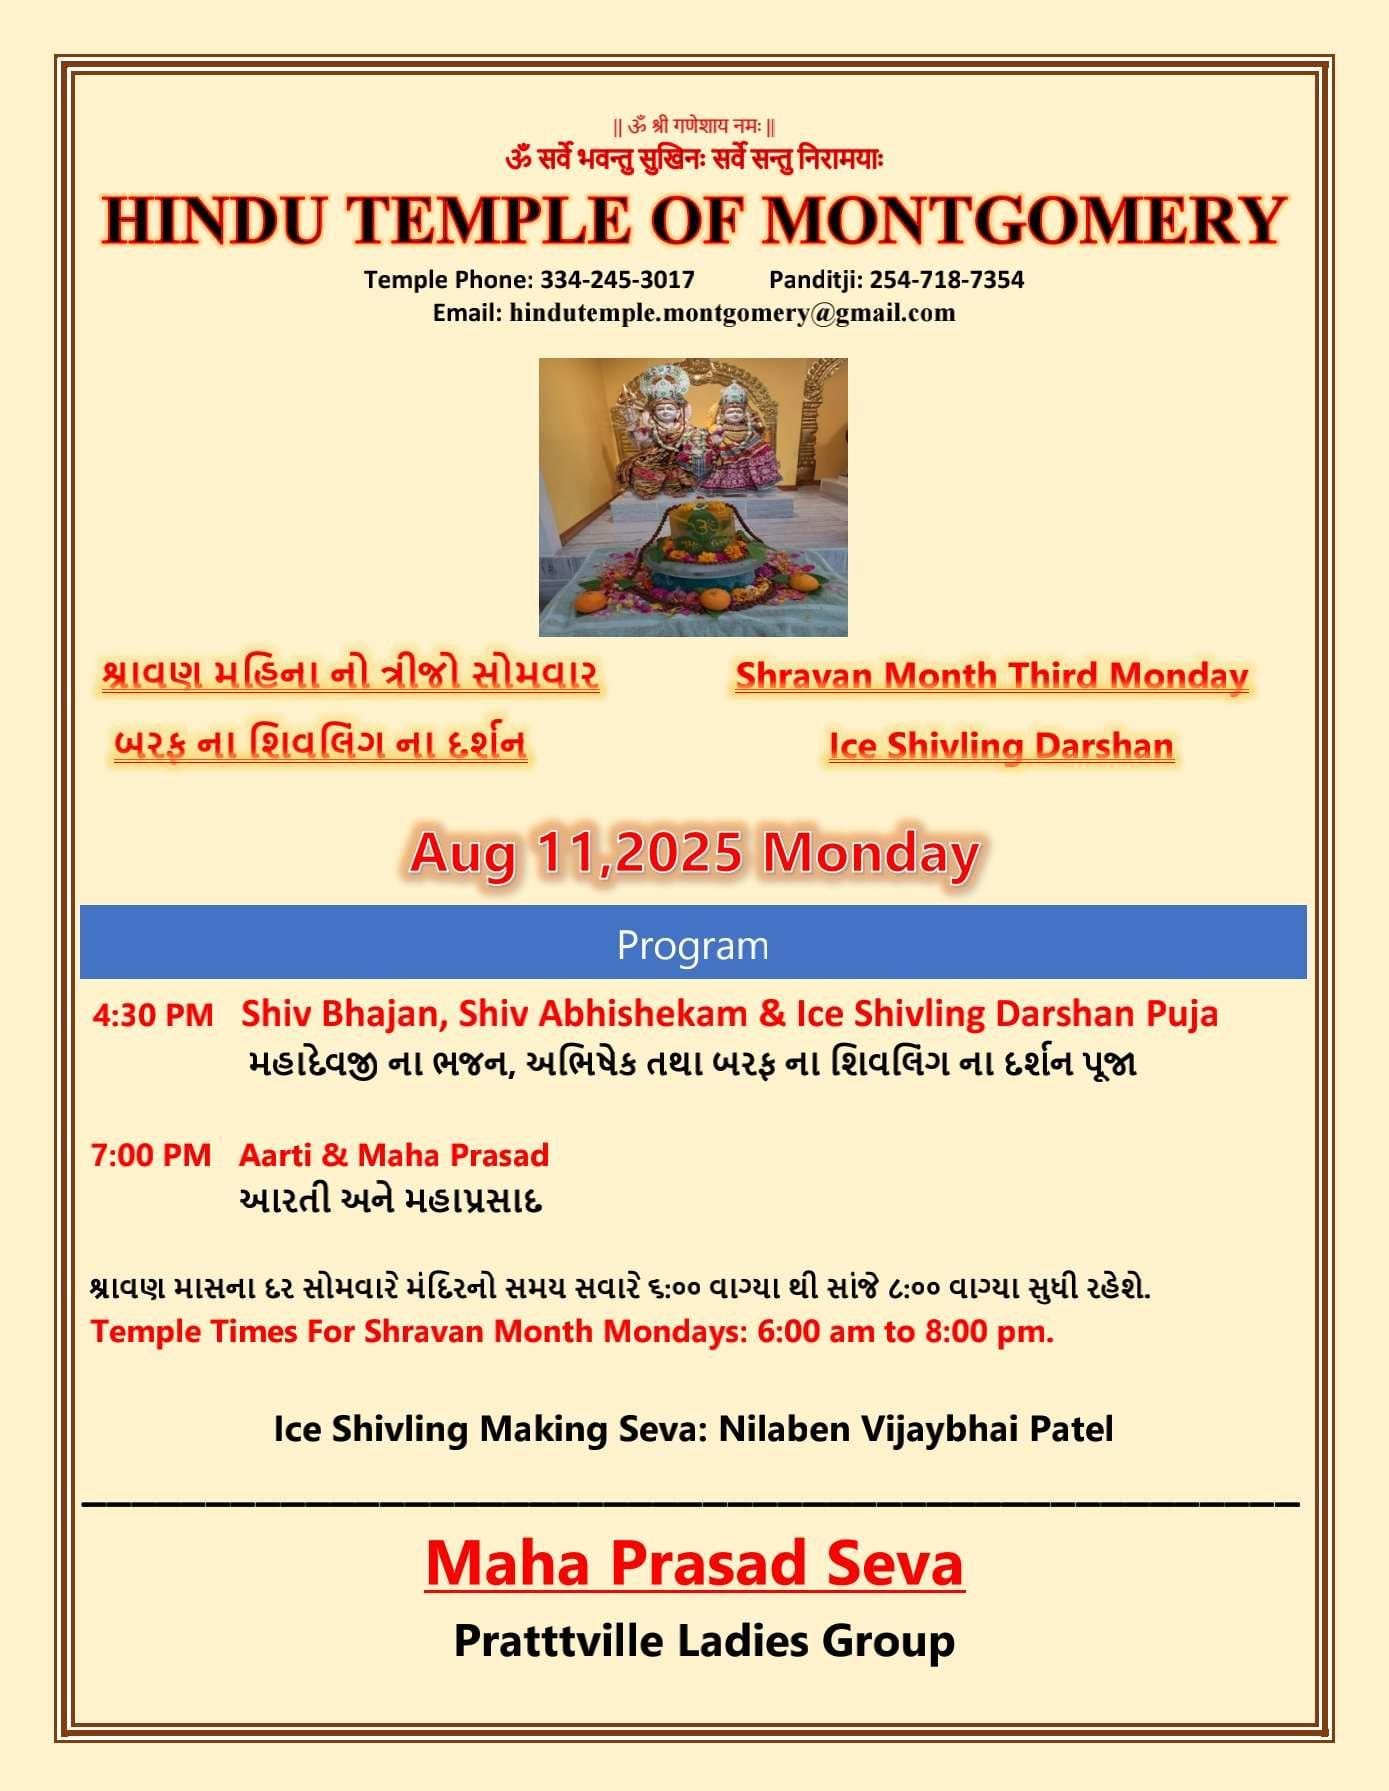 || ॐ श्री गणेशाय नमः ||
ॐ सर्वे भवन्तु सुखिनः सर्वे सन्तु निरामयाः
HINDU TEMPLE OF MONTGOMERY
Temple Phone: 334-245-3017 Panditji: 254-718-7354
Email: hindutemple.montgomery@gmail.com
શ્રાવણ મહિના નો ત્રીજો સોમવાર Shravan Month Third Monday
બરફ ના શિવલિંગ ના દર્શન Ice Shivling Darshan
Aug 11,2025 Monday
Program
4:30 PM Shiv Bhajan, Shiv Abhishekam & Ice Shivling Darshan Puja
મહાદેવજી ના ભજન, અભિષેક તથા બરફ ના શિવલિંગ ના દર્શન પૂજા
7:00 PM Aarti & Maha Prasad
આરતી અને મહાપ્રસાદ
શ્રાવણ માસના દર સોમવારે મંદિરનો સમય સવારે ૬:૦૦ વાગ્યા થી સાંજે ૮:૦૦ વાગ્યા સુધી રહેશે.
Temple Times For Shravan Month Mondays: 6:00 am to 8:00 pm.
Ice Shivling Making Seva: Nilaben Vijaybhai Patel
Maha Prasad Seva
Pratttville Ladies Group